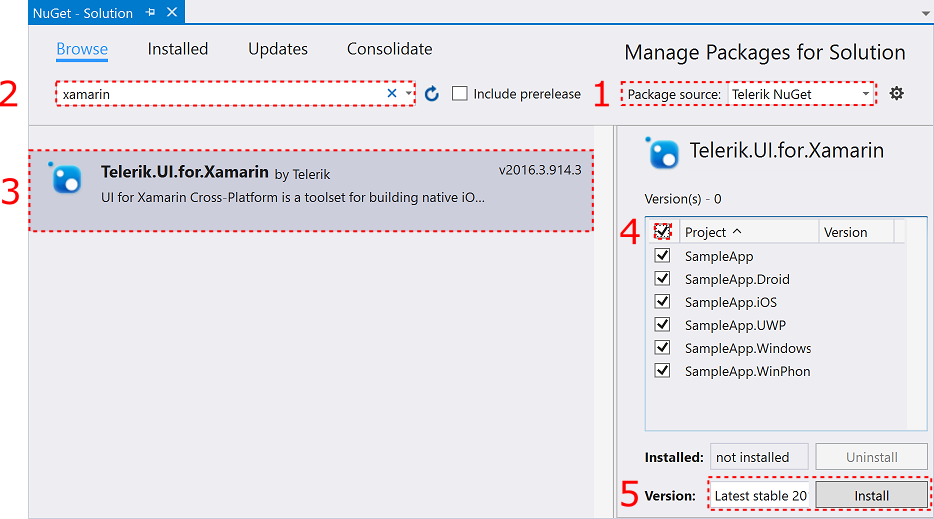 NuGet - Solution
Browse Installed Updates Consolidate
Manage Packages for Solution
2 xamarin Include prerelease
1 Package source: Telerik NuGet
3 Telerik.UI.for.Xamarin by Telerik v2016.3.914.3
UI for Xamarin Cross-Platform is a toolset for building native iO...
Telerik.UI.for.Xamarin
Version(s) - 0
4 Project Version
SampleApp
SampleApp.Droid
SampleApp.iOS
SampleApp.UWP
SampleApp.Windows
SampleApp.WinPhon
Installed: not installed Uninstall
5 Version: Latest stable 20 Install